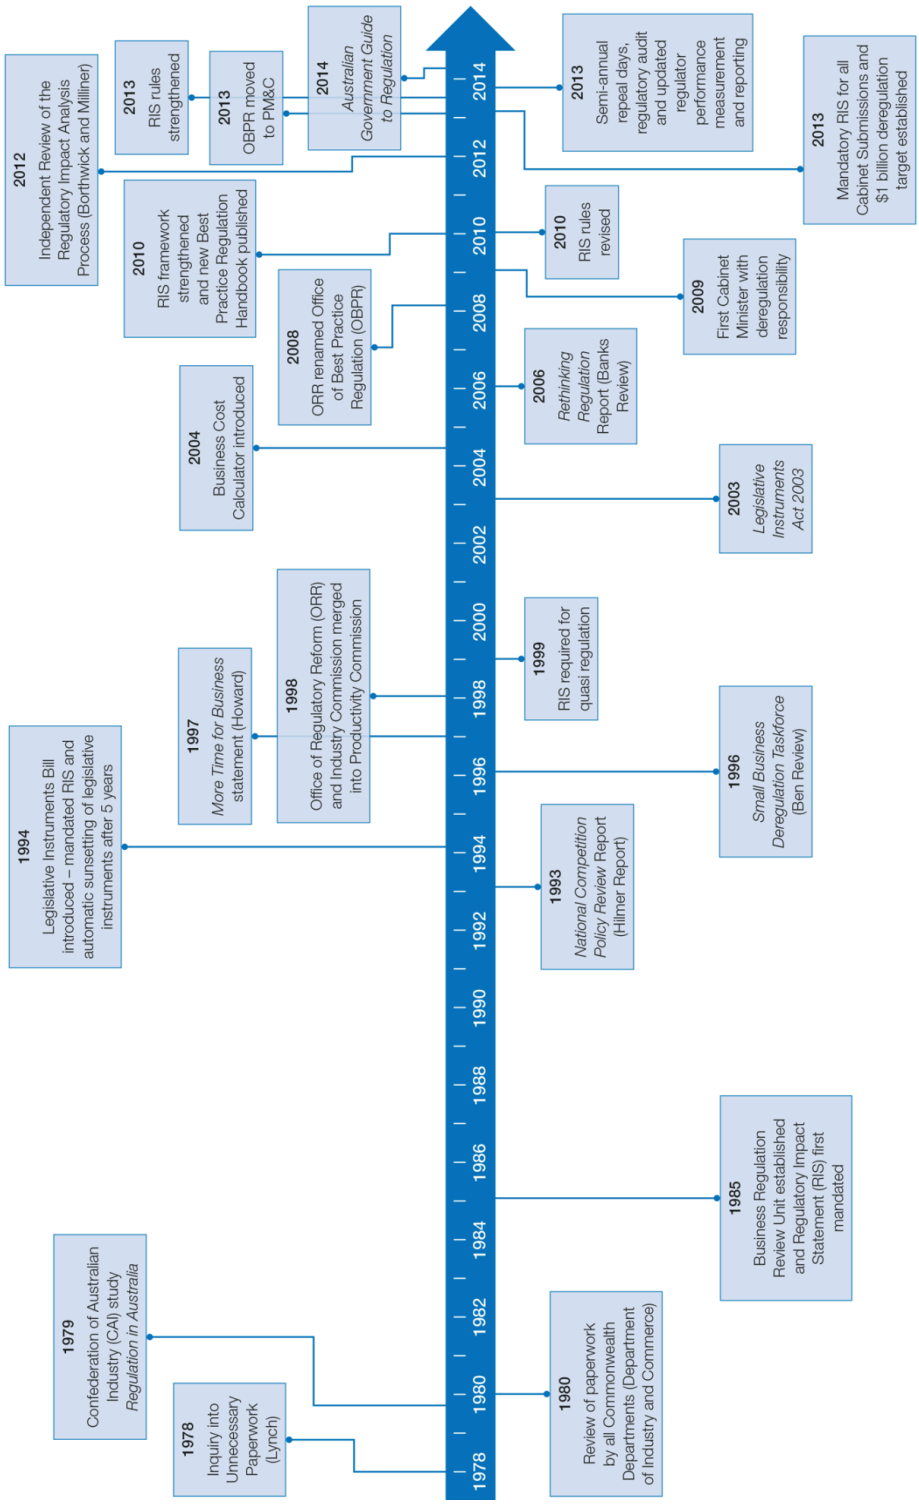 1978
Inquiry into
Unnecessary
Paperwork
(Lynch)
1979
Confederation of Australian
Industry (CAI) study
Regulation in Australia
1994
Legislative Instruments Bill
introduced – mandated RIS and
automatic sunsetting of legislative
instruments after 5 years
1997
More Time for Business
statement (Howard)
1998
Office of Regulatory Reform (ORR)
and Industry Commission merged
into Productivity Commission
2004
Business Cost
Calculator introduced
2008
ORR renamed Office
of Best Practice
Regulation (OBPR)
2010
RIS framework
strengthened
and new Best
Practice Regulation
Handbook published
2012
Independent Review of the
Regulatory Impact Analysis
Process (Borthwick and Milliner)
2013
RIS rules
strengthened
2013
OBPR moved
to PM&C
2014
Australian
Government Guide
to Regulation
1978 1980 1982 1984 1986 1988 1990 1992 1994 1996 1998 2000 2002 2004 2006 2008 2010 2012 2014
1980
Review of paperwork
by all Commonwealth
Departments (Department
of Industry and Commerce)
1985
Business Regulation
Review Unit established
and Regulatory Impact
Statement (RIS) first
mandated
1993
National Competition
Policy Review Report
(Hilmer Report)
1996
Small Business
Deregulation Taskforce
(Ben Review)
1999
RIS required for
quasi regulation
2003
Legislative
Instruments
Act 2003
2006
Rethinking
Regulation
Report (Banks
Review)
2009
First Cabinet
Minister with
deregulation
responsibility
2010
RIS rules
revised
2013
Semi-annual
repeal days,
regulatory audit
and updated
regulator
performance
measurement
and reporting
2013
Mandatory RIS for all
Cabinet Submissions and
$1 billion deregulation
target established